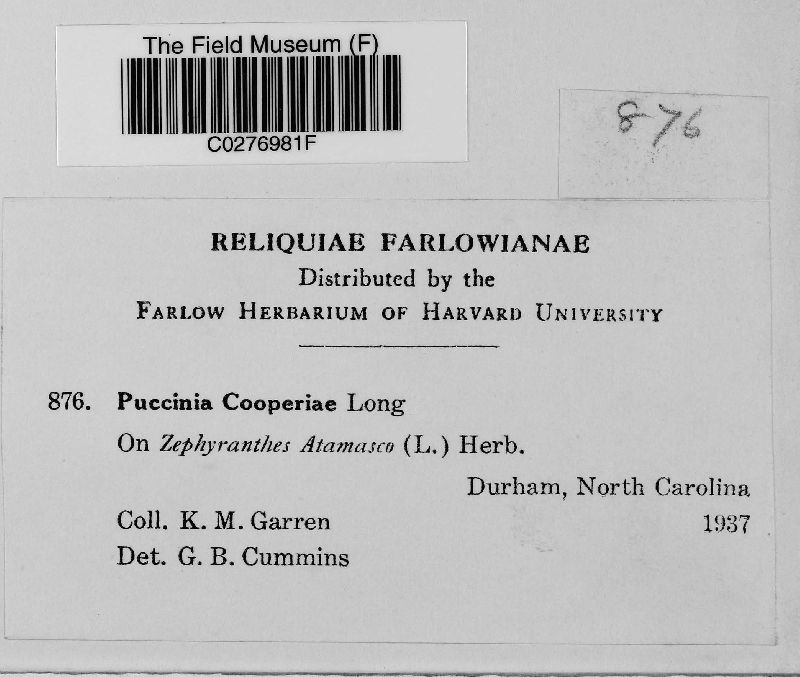 The Field Museum (F)
C0276981F
876
RELIQUIAE FARLOWIANAE
Distributed by the
FARLOW HERBARIUM OF HARVARD UNIVERSITY
876. Puccinia Cooperiae Long
On Zephyranthes Atamasco (L.) Herb.
Durham, North Carolina
Coll. K. M. Garren 1937
Det. G. B. Cummins